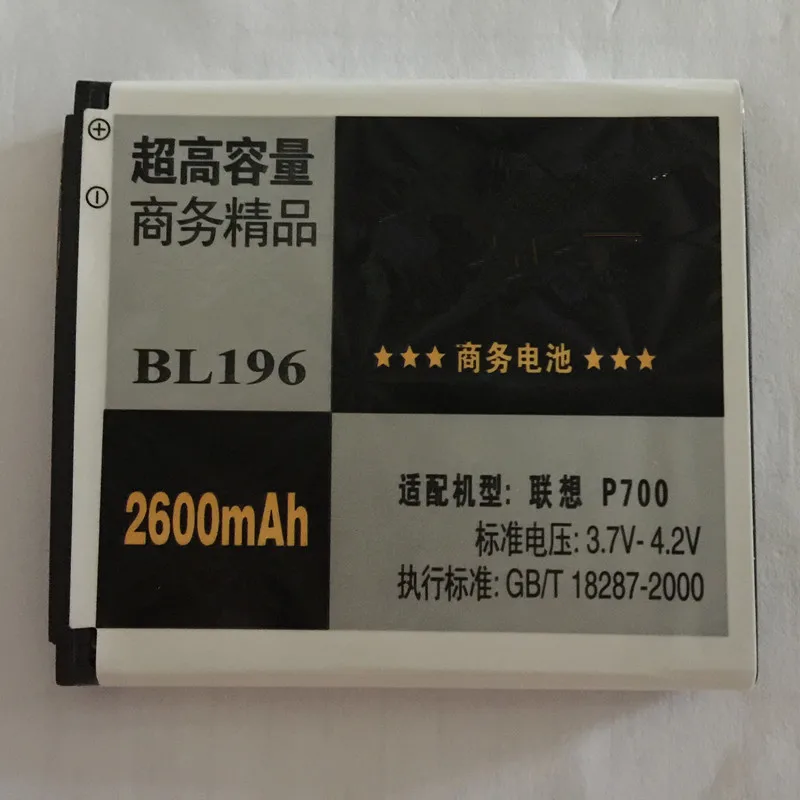 ⊕
⊖
超高容量
商务精品
BL196
★★★ 商务电池 ★★★
2600mAh
适配机型: 联想 P700
标准电压: 3.7V- 4.2V
执行标准: GB/T 18287-2000